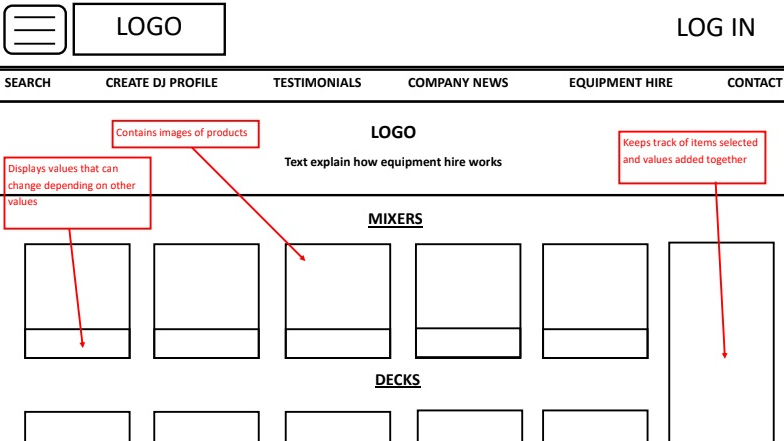 LOGO
LOG IN
SEARCH
CREATE DJ PROFILE
TESTIMONIALS
COMPANY NEWS
EQUIPMENT HIRE
CONTACT
Contains images of products
LOGO
Text explain how equipment hire works
Keeps track of items selected
and values added together
Displays values that can
change depending on other
values
MIXERS
DECKS